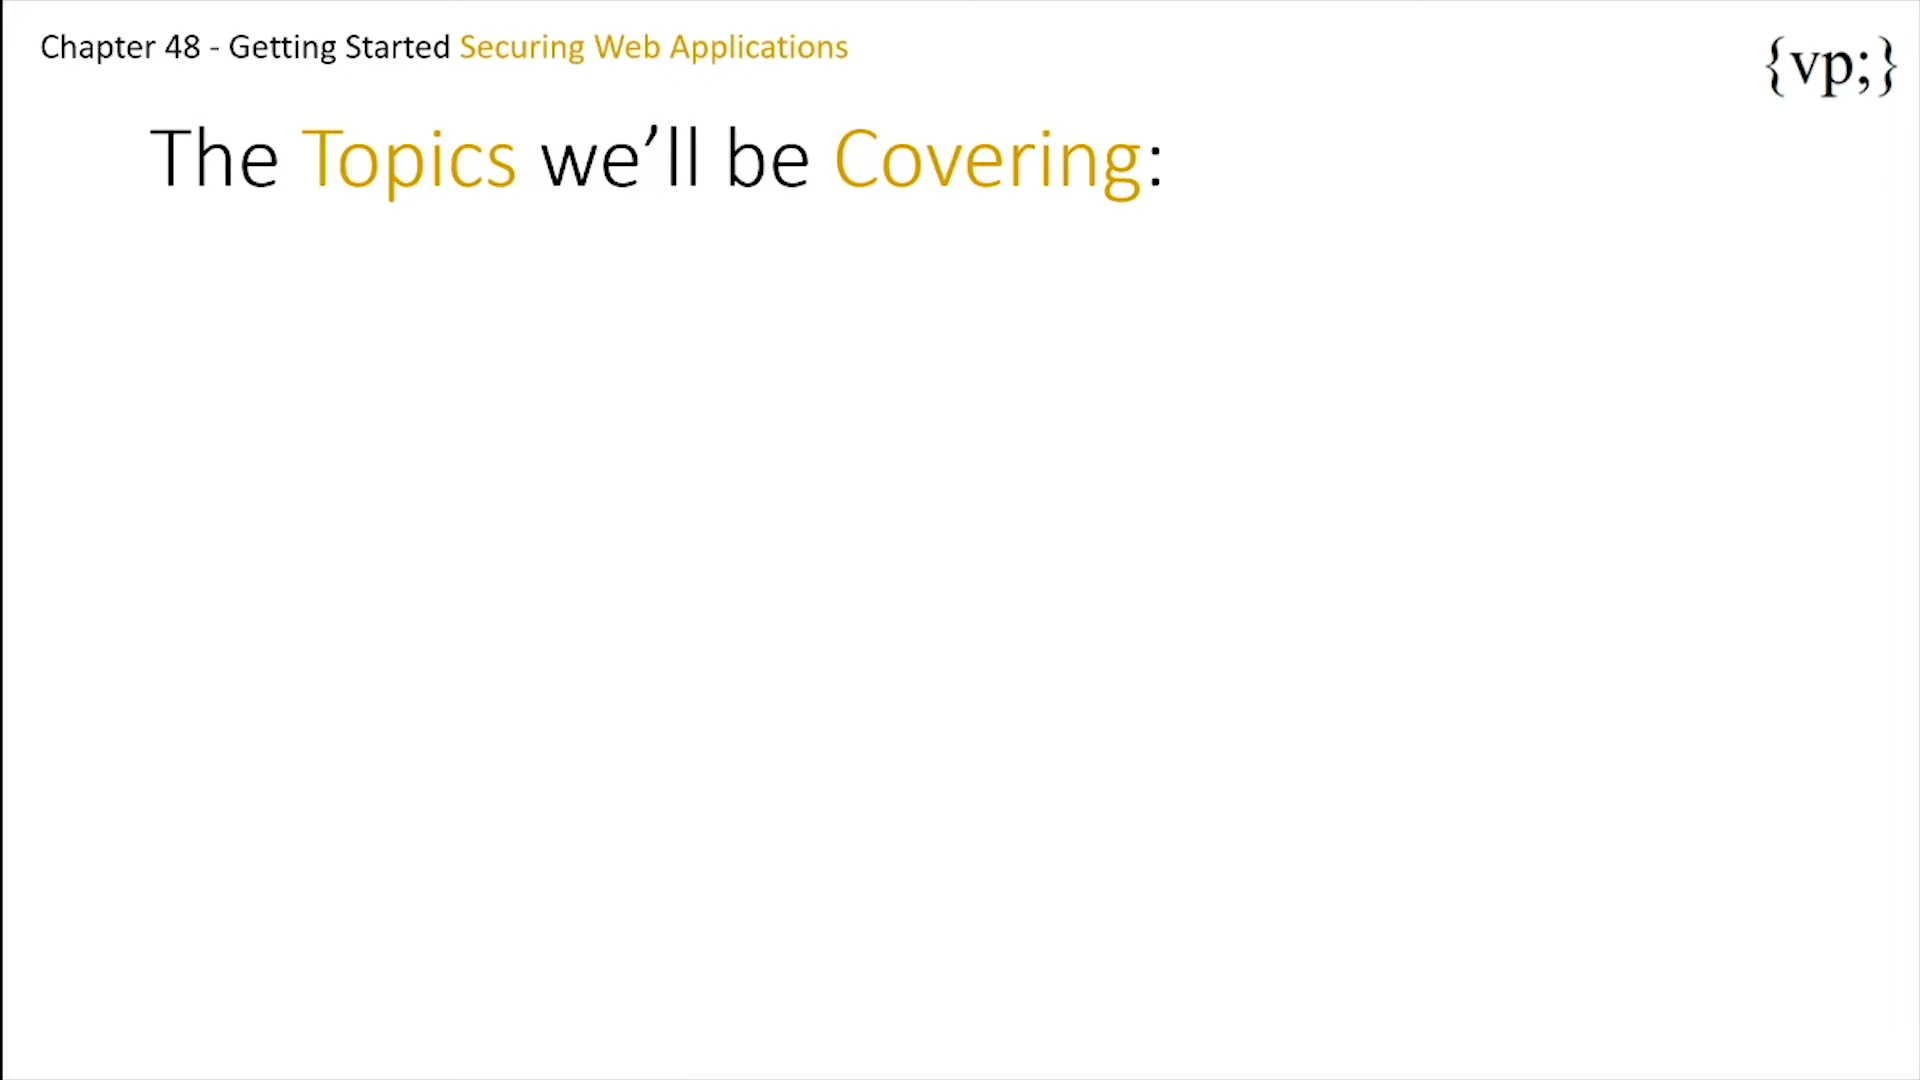 Chapter 48 - Getting Started Securing Web Applications
{vp;}
The Topics we’ll be Covering: